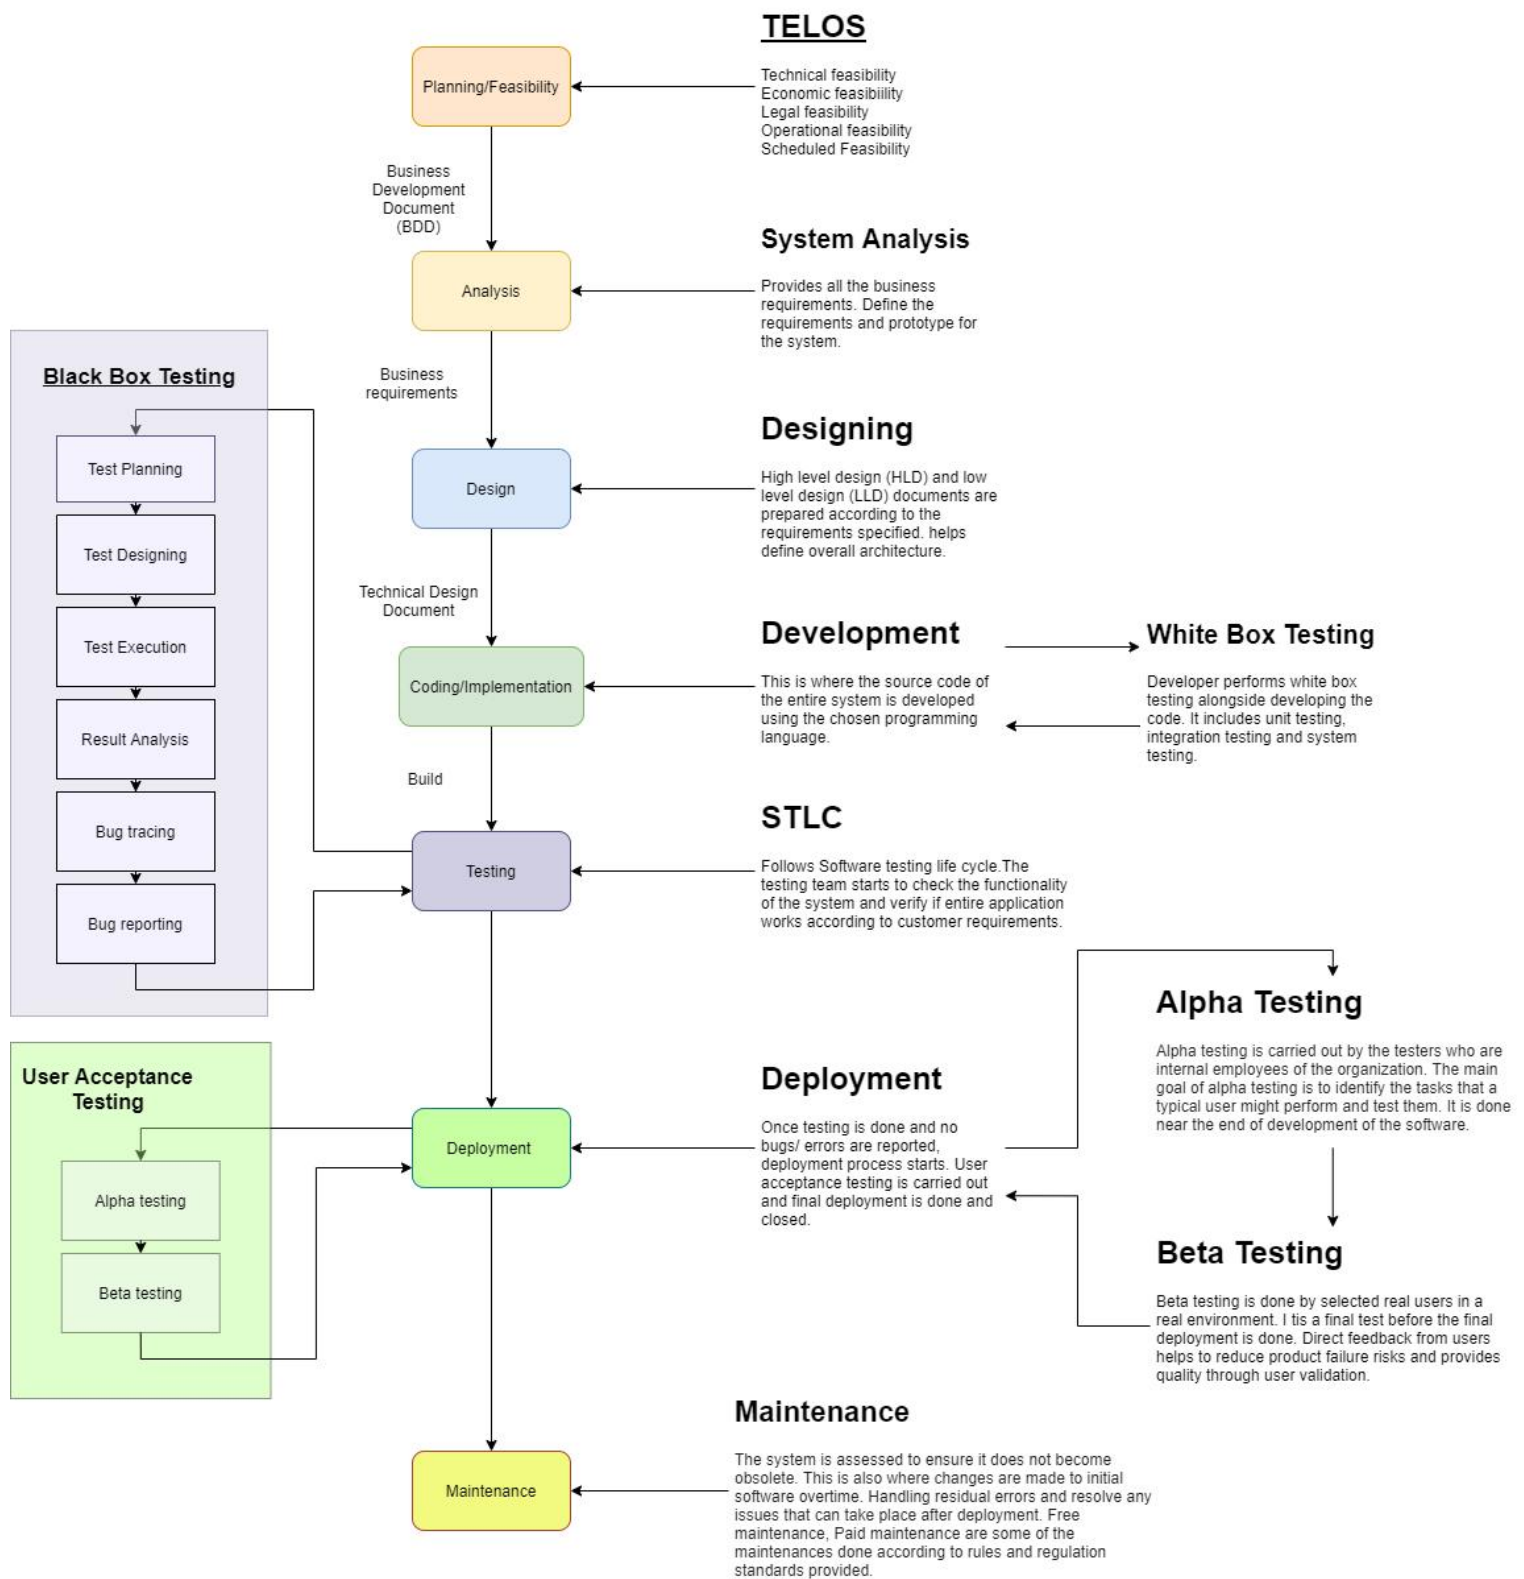 TELOS
Technical feasibility
Economic feasibiility
Legal feasibility
Operational feasibility
Scheduled Feasibility
Planning/Feasibility
Business
Development
Document
(BDD)
System Analysis
Provides all the business
requirements. Define the
requirements and prototype for
the system.
Analysis
Business
requirements
Designing
High level design (HLD) and low
level design (LLD) documents are
prepared according to the
requirements specified. helps
define overall architecture.
Design
Technical Design
Document
Development
This is where the source code of
the entire system is developed
using the chosen programming
language.
White Box Testing
Developer performs white box
testing alongside developing the
code. It includes unit testing,
integration testing and system
testing.
Coding/Implementation
Build
STLC
Follows Software testing life cycle.The
testing team starts to check the functionality
of the system and verify if entire application
works according to customer requirements.
Testing
Black Box Testing
Test Planning
Test Designing
Test Execution
Result Analysis
Bug tracing
Bug reporting
Deployment
Once testing is done and no
bugs/ errors are reported,
deployment process starts. User
acceptance testing is carried out
and final deployment is done and
closed.
Deployment
User Acceptance
Testing
Alpha testing
Beta testing
Alpha Testing
Alpha testing is carried out by the testers who are
internal employees of the organization. The main
goal of alpha testing is to identify the tasks that a
typical user might perform and test them. It is done
near the end of development of the software.
Beta Testing
Beta testing is done by selected real users in a
real environment. I tis a final test before the final
deployment is done. Direct feedback from users
helps to reduce product failure risks and provides
quality through user validation.
Maintenance
The system is assessed to ensure it does not become
obsolete. This is also where changes are made to initial
software overtime. Handling residual errors and resolve any
issues that can take place after deployment. Free
maintenance, Paid maintenance are some of the
maintenances done according to rules and regulation
standards provided.
Maintenance